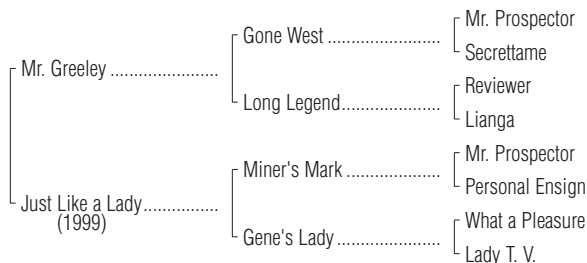 Mr. Prospector
Gone West ........................
Secrettame
Mr. Greeley .......................
Reviewer
Long Legend.....................
Lianga
Mr. Prospector
Miner's Mark ....................
Personal Ensign
Just Like a Lady................
(1999)
What a Pleasure
Gene's Lady .....................
Lady T. V.